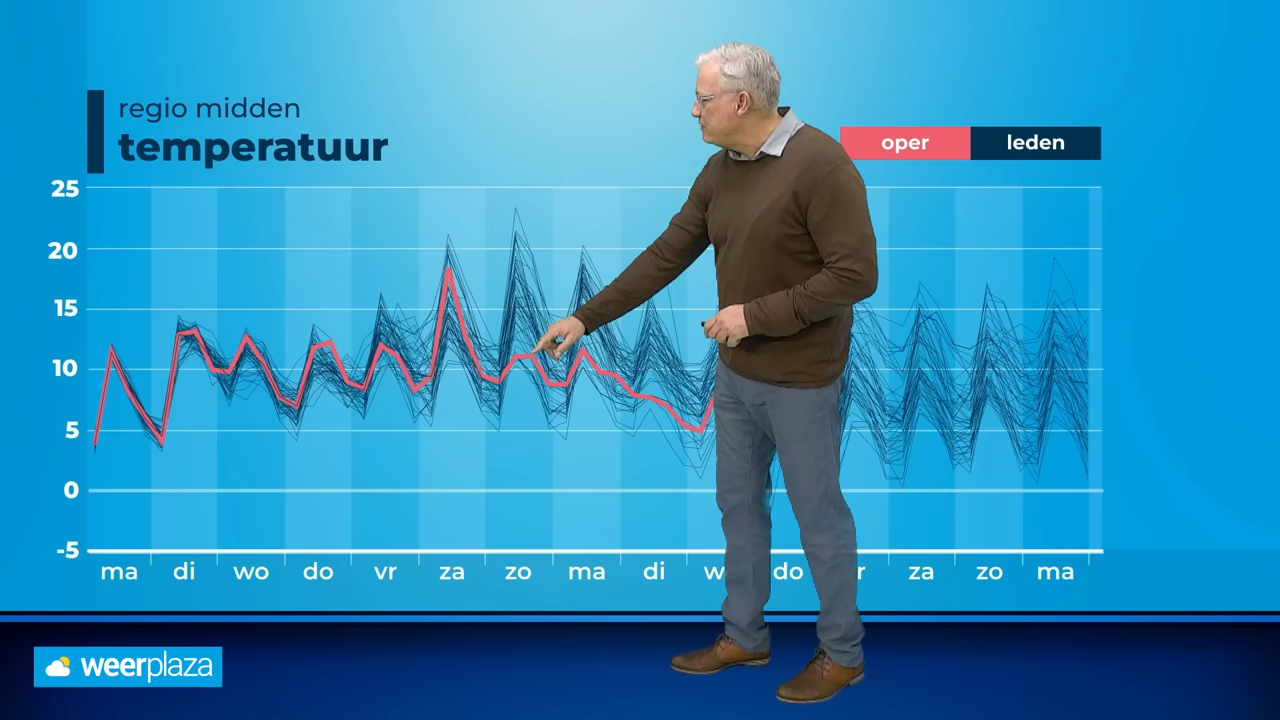 regio midden
temperatuur
oper leden
25
20
15
10
5
0
-5
ma di wo do vr za zo ma di w do r za zo ma
weerplaza